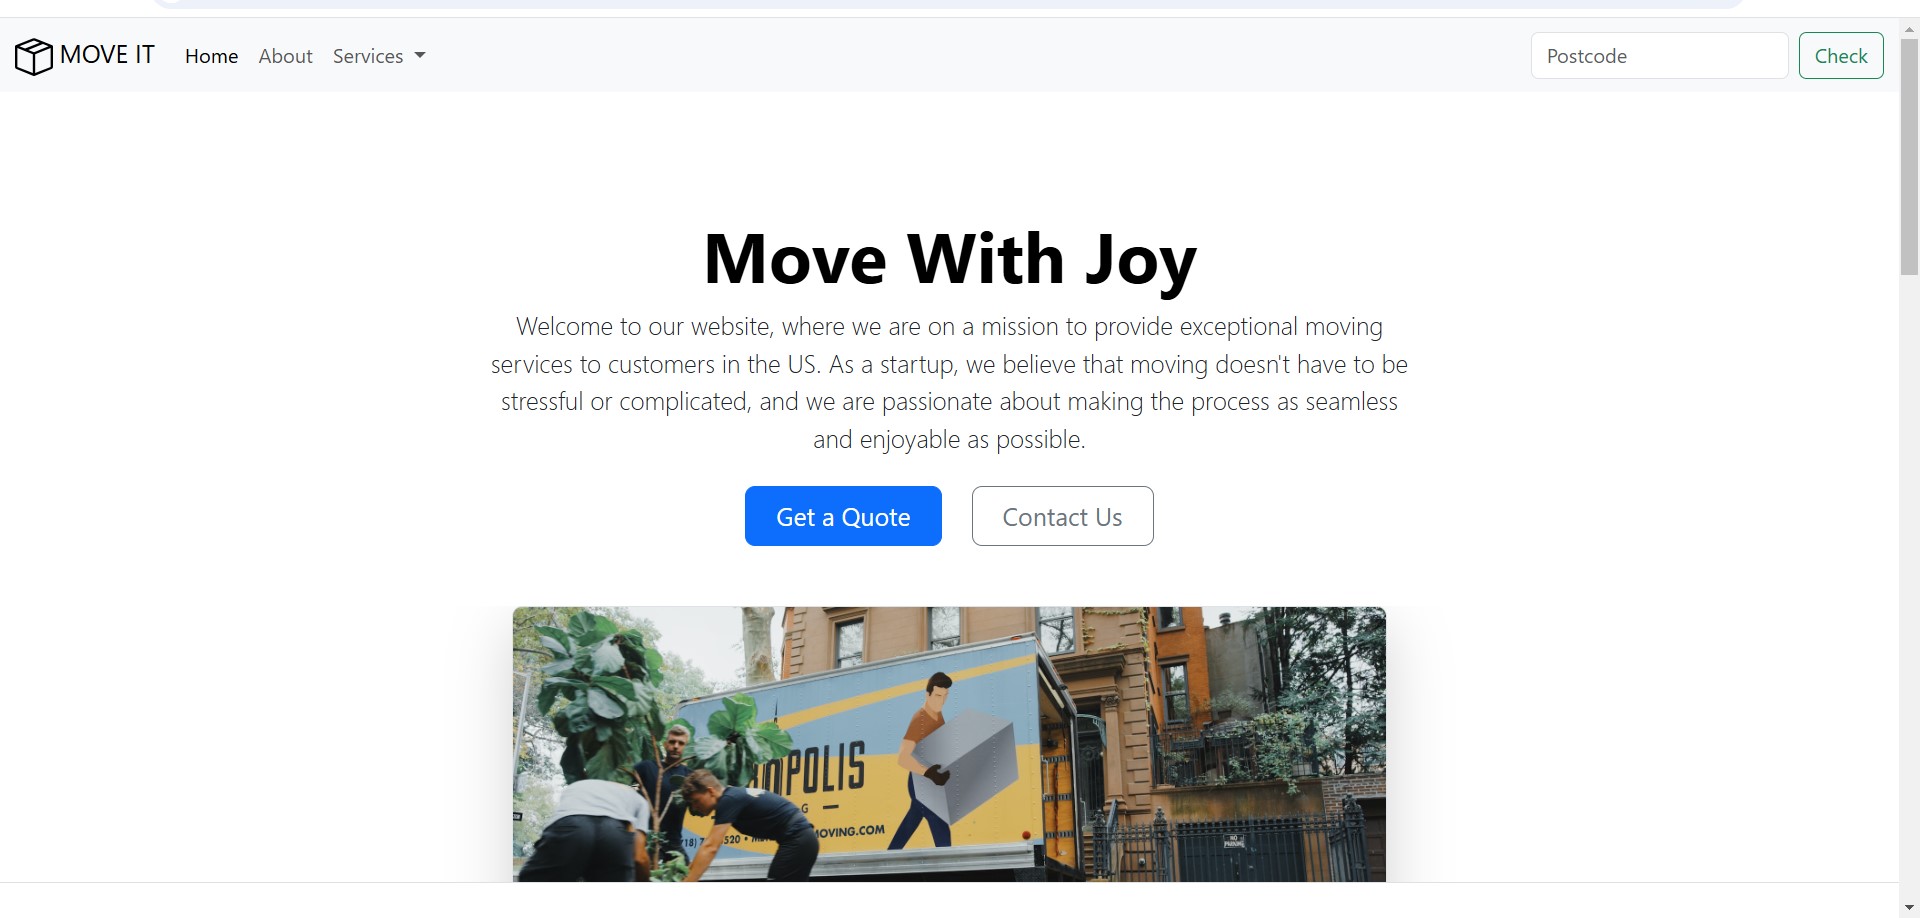 MOVE IT
Home
About
Services
Postcode
Check
Move With Joy
Welcome to our website, where we are on a mission to provide exceptional moving
services to customers in the US. As a startup, we believe that moving doesn't have to be
stressful or complicated, and we are passionate about making the process as seamless
and enjoyable as possible.
Get a Quote
Contact Us
POLIS
G
MOVING.COM
NO
PARKING